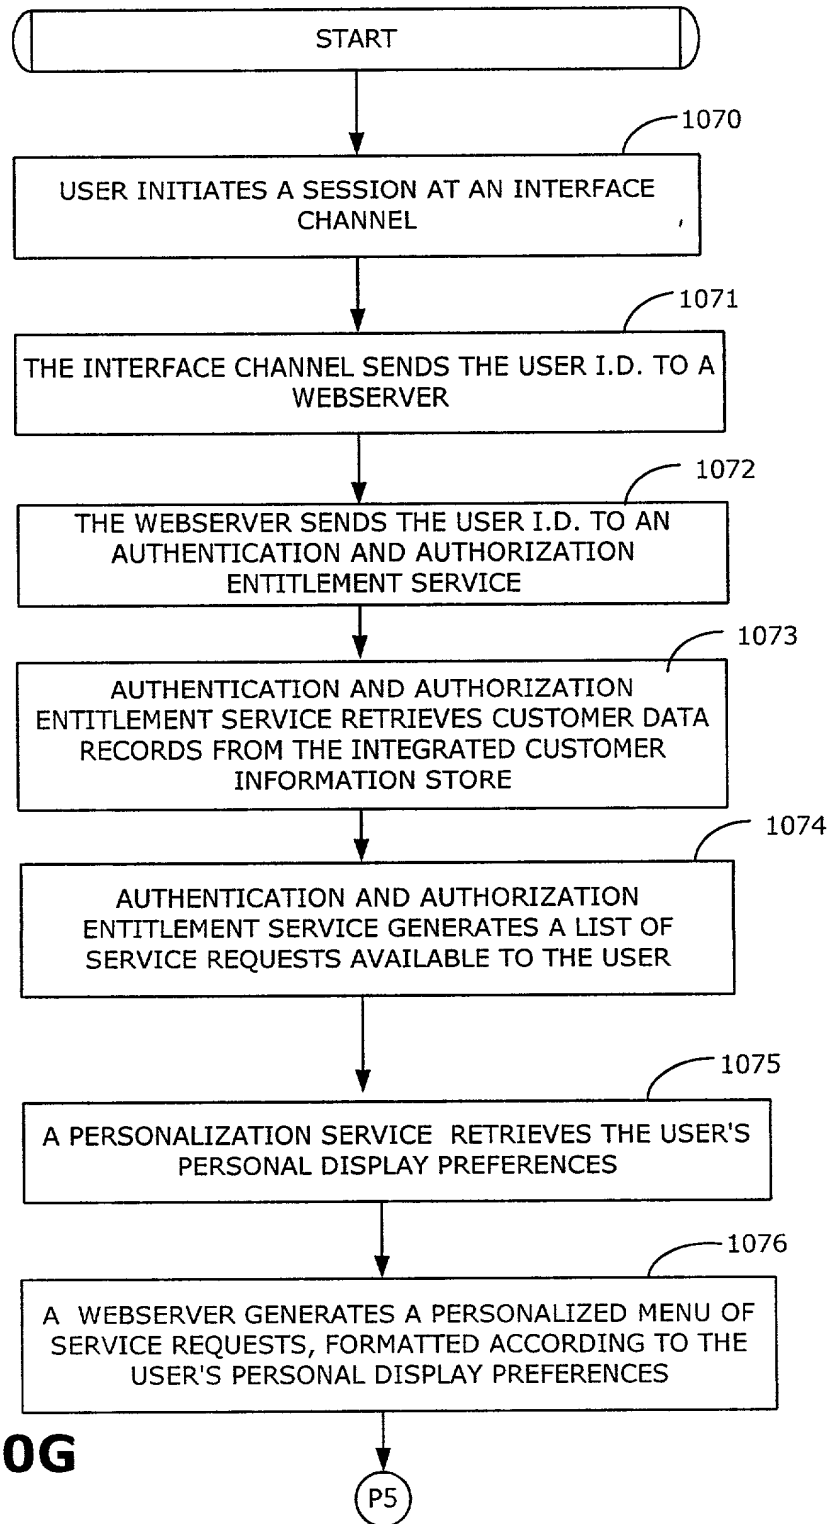 START
1070
USER INITIATES A SESSION AT AN INTERFACE
CHANNEL
1071
THE INTERFACE CHANNEL SENDS THE USER I.D. TO A
WEBSERVER
1072
THE WEBSERVER SENDS THE USER I.D. TO AN
AUTHENTICATION AND AUTHORIZATION
ENTITLEMENT SERVICE
1073
AUTHENTICATION AND AUTHORIZATION
ENTITLEMENT SERVICE RETRIEVES CUSTOMER DATA
RECORDS FROM THE INTEGRATED CUSTOMER
INFORMATION STORE
1074
AUTHENTICATION AND AUTHORIZATION
ENTITLEMENT SERVICE GENERATES A LIST OF
SERVICE REQUESTS AVAILABLE TO THE USER
1075
A PERSONALIZATION SERVICE RETRIEVES THE USER'S
PERSONAL DISPLAY PREFERENCES
1076
A WEBSERVER GENERATES A PERSONALIZED MENU OF
SERVICE REQUESTS, FORMATTED ACCORDING TO THE
USER'S PERSONAL DISPLAY PREFERENCES
0G
P5